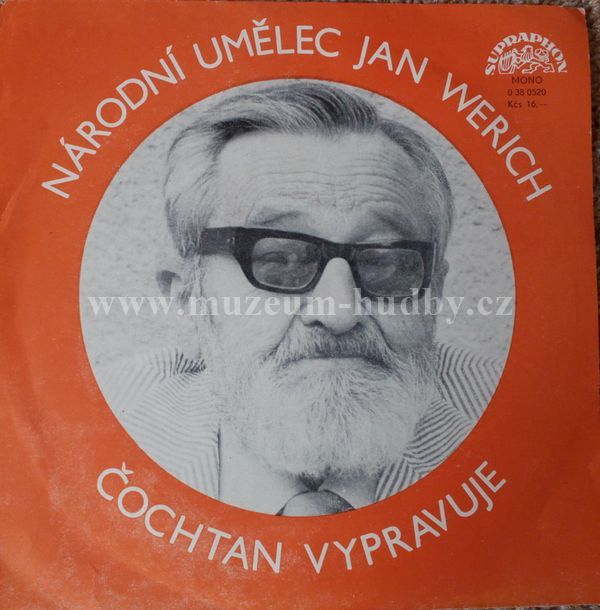 NÁRODNÍ UMĚLEC JAN WERICH
SUPRAPHON
MONO
0 38 0520
Kčs 16,—
www.muzeum-hudby.cz
ČOCHTAN VYPRAVUJE